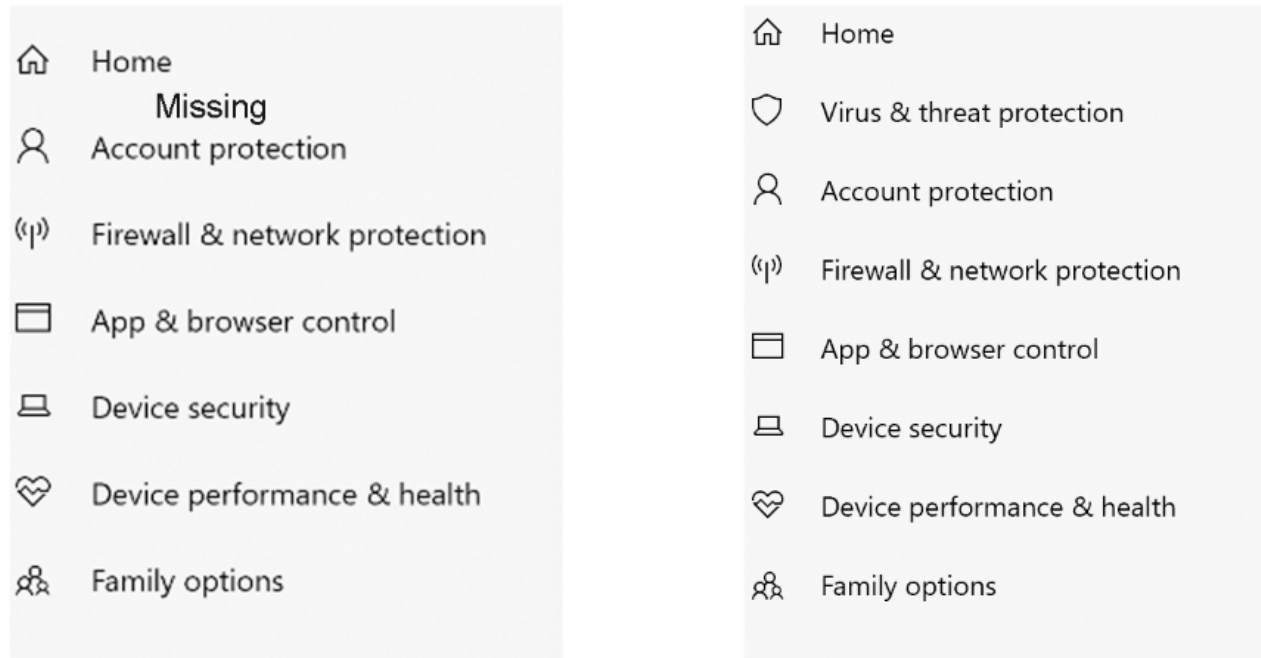 Home
Missing
Account protection
Firewall & network protection
App & browser control
Device security
Device performance & health
Family options
Home
Virus & threat protection
Account protection
Firewall & network protection
App & browser control
Device security
Device performance & health
Family options